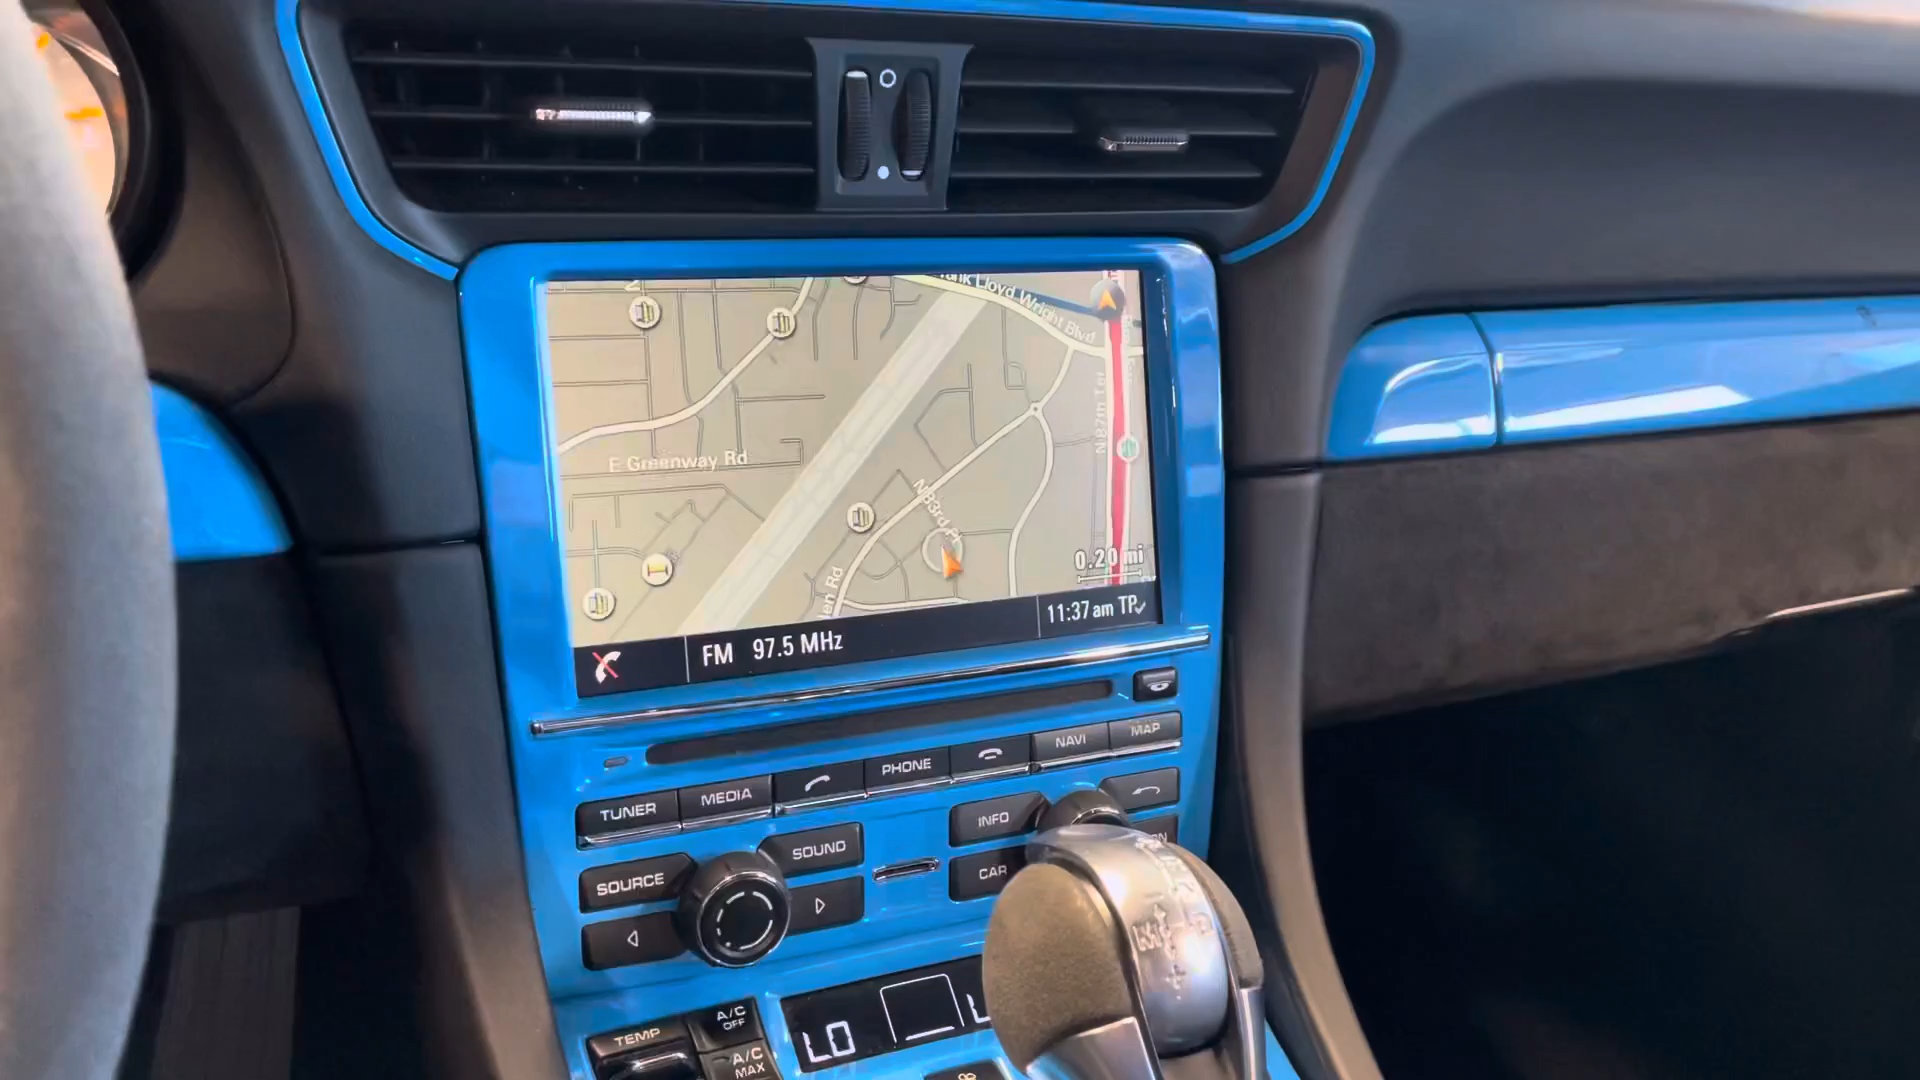 Lloyd Wright Blvd
N 87th Ter
E Greenway Rd
N 83rd Pl
Rd
0.20 mi
11:37 am TP
FM 97.5 MHz
TUNER
MEDIA
PHONE
NAVI
MAP
SOURCE
SOUND
INFO
CAR
TEMP
A/C
OFF
A/C
MAX
LO